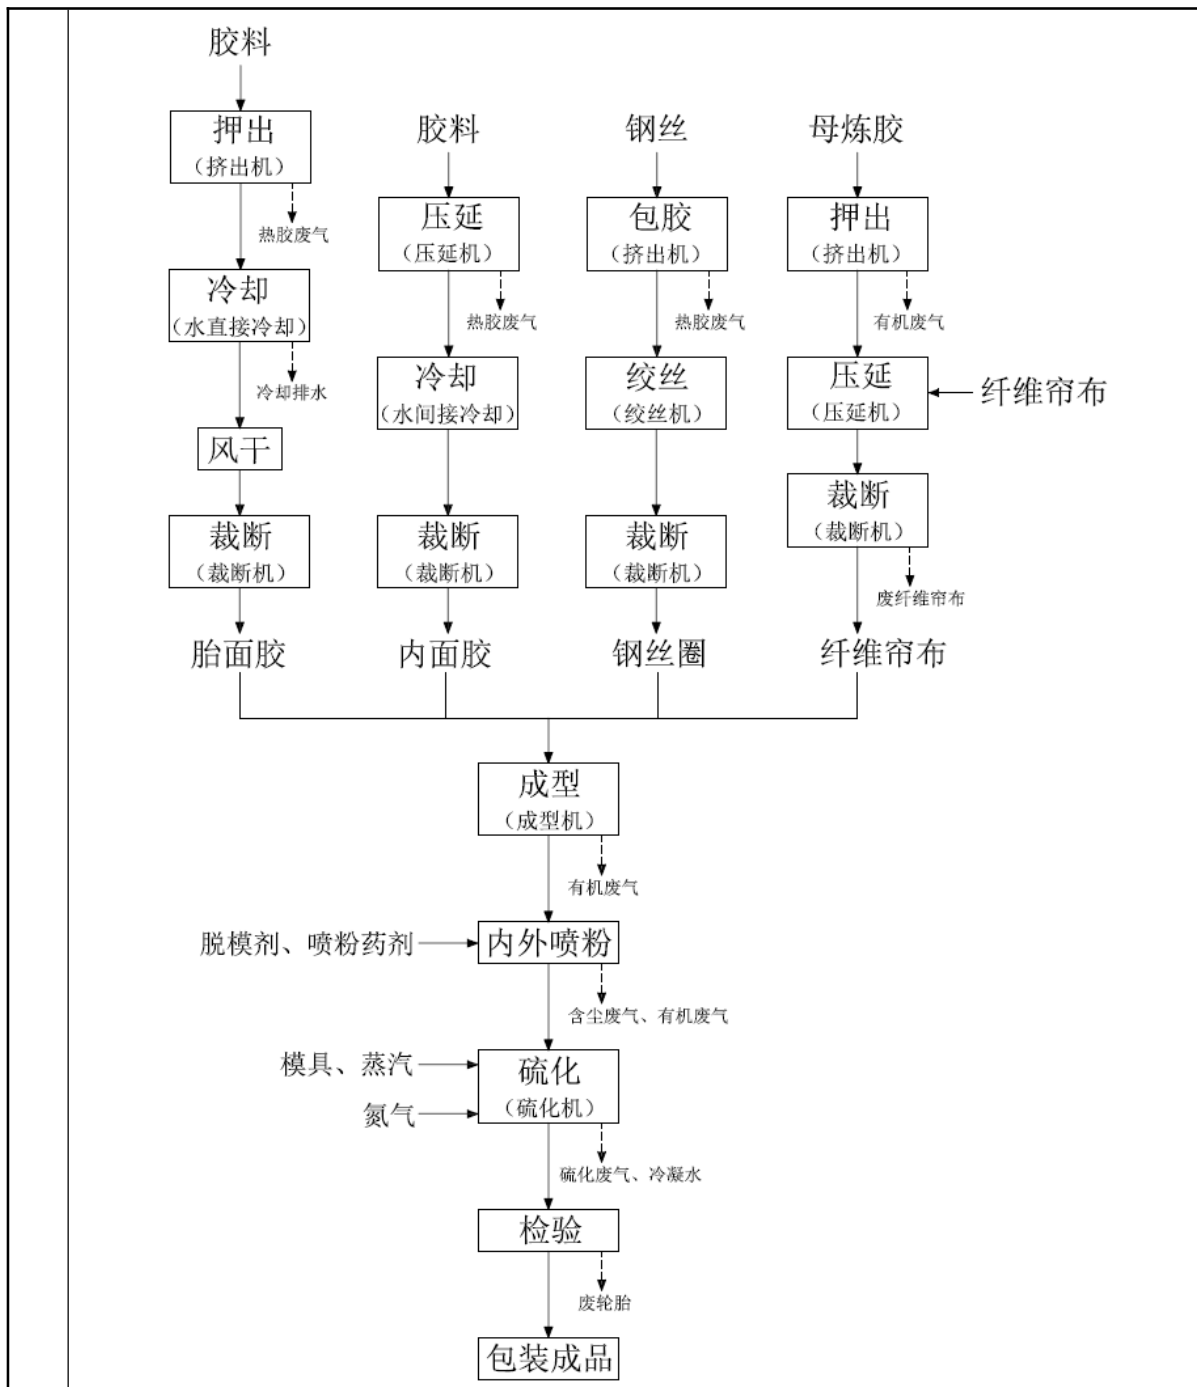 胶料
押出
（挤出机）
热胶废气
冷却
（水直接冷却）
冷却排水
风干
裁断
（裁断机）
胎面胶
胶料
压延
（压延机）
热胶废气
冷却
（水间接冷却）
裁断
（裁断机）
内面胶
钢丝
包胶
（挤出机）
热胶废气
绞丝
（绞丝机）
裁断
（裁断机）
钢丝圈
母炼胶
押出
（挤出机）
有机废气
压延
（压延机）
纤维帘布
裁断
（裁断机）
废纤维帘布
纤维帘布
成型
（成型机）
有机废气
脱模剂、喷粉药剂
内外喷粉
含尘废气、有机废气
模具、蒸汽
氮气
硫化
（硫化机）
硫化废气、冷凝水
检验
废轮胎
包装成品